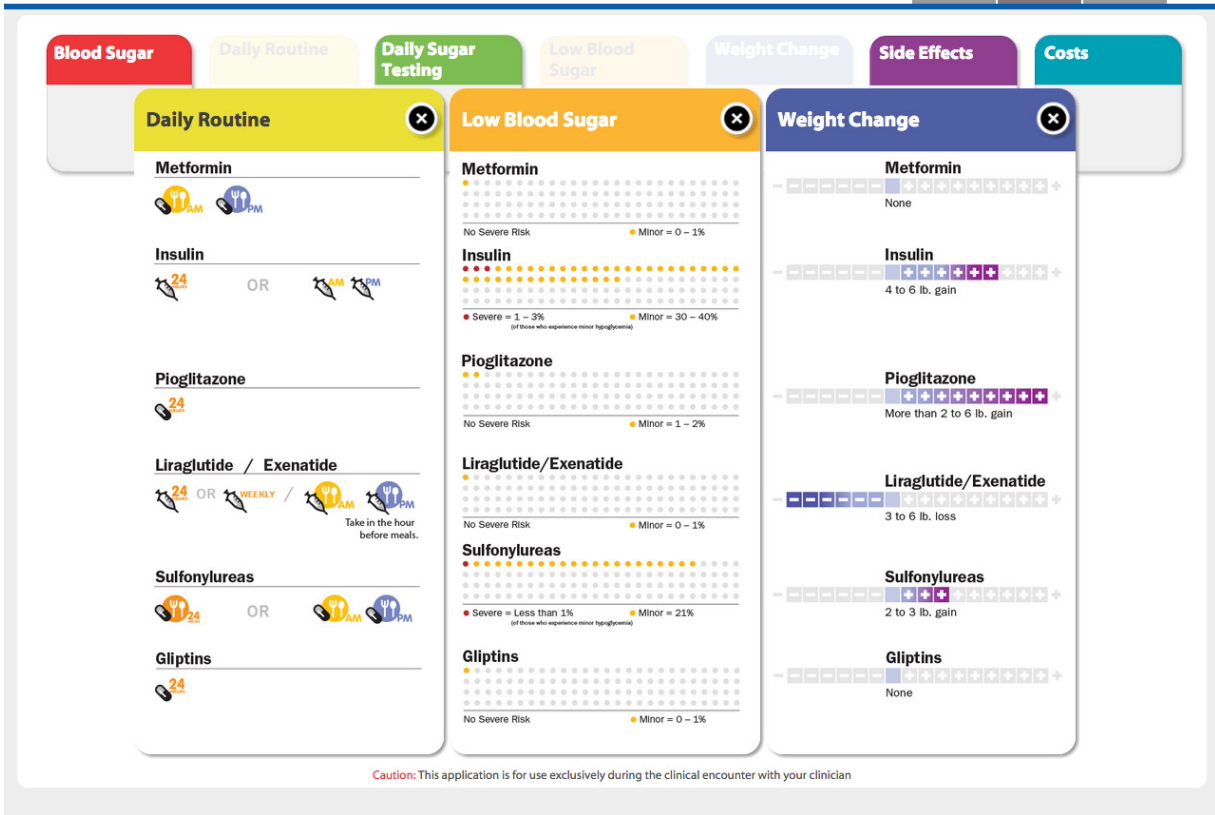 Blood Sugar
Daily Routine
Daily Sugar
Testing
Low Blood
Sugar
Weight Change
Side Effects
Costs
Daily Routine
Metformin
AM
PM
Insulin
24
HOURS
OR
AM
PM
Pioglitazone
24
HOURS
Liraglutide / Exenatide
24
HOURS
OR
WEEKLY
/
AM
PM
Take in the hour
before meals.
Sulfonylureas
24
HOURS
OR
AM
PM
Gliptins
24
HOURS
Low Blood Sugar
Metformin
No Severe Risk
Minor = 0 – 1%
Insulin
Severe = 1 – 3%
Minor = 30 – 40%
(of those who experience minor hypoglycemia)
Pioglitazone
No Severe Risk
Minor = 1 – 2%
Liraglutide/Exenatide
No Severe Risk
Minor = 0 – 1%
Sulfonylureas
Severe = Less than 1%
Minor = 21%
(of those who experience minor hypoglycemia)
Gliptins
No Severe Risk
Minor = 0 – 1%
Weight Change
Metformin
None
Insulin
4 to 6 lb. gain
Pioglitazone
More than 2 to 6 lb. gain
Liraglutide/Exenatide
3 to 6 lb. loss
Sulfonylureas
2 to 3 lb. gain
Gliptins
None
Caution: This application is for use exclusively during the clinical encounter with your clinician